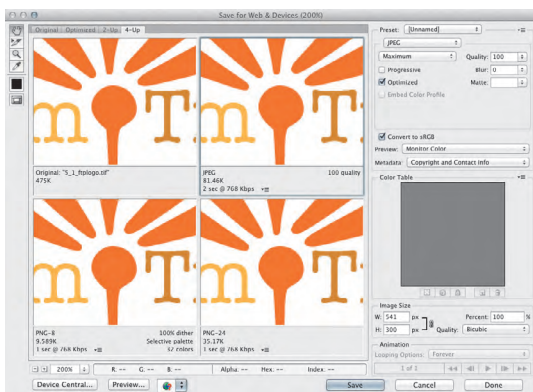 Save for Web & Devices (200%)
Original Optimized 2-Up 4-Up
m T
m T
Original: "5_1_ftplogo.tif"
475K
JPEG 100 quality
81.46K
2 sec @ 768 Kbps
m T
m T
PNG-8 100% dither
9.589K Selective palette
1 sec @ 768 Kbps 32 colors
PNG-24
35.17K
1 sec @ 768 Kbps
200% R: -- G: -- B: -- Alpha: -- Hex: -- Index: --
Device Central... Preview...
Preset: [Unnamed]
JPEG
Maximum Quality: 100
Progressive Blur: 0
Optimized Matte:
Embed Color Profile
Convert to sRGB
Preview: Monitor Color
Metadata: Copyright and Contact Info
Color Table
Image Size
W: 541 px Percent: 100 %
H: 300 px Quality: Bicubic
Animation
Looping Options: Forever
1 of 1
Save Cancel Done